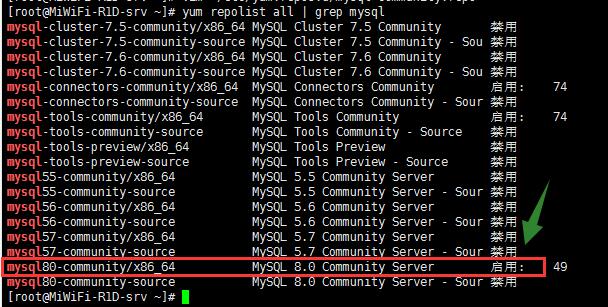 [root@MiWiFi-R1D-srv ~]# yum repolist all | grep mysql
mysql-cluster-7.5-community/x86_64 MySQL Cluster 7.5 Community 禁用
mysql-cluster-7.5-community-source MySQL Cluster 7.5 Community - Sou 禁用
mysql-cluster-7.6-community/x86_64 MySQL Cluster 7.6 Community 禁用
mysql-cluster-7.6-community-source MySQL Cluster 7.6 Community - Sou 禁用
mysql-connectors-community/x86_64 MySQL Connectors Community 启用: 74
mysql-connectors-community-source MySQL Connectors Community - Sour 禁用
mysql-tools-community/x86_64 MySQL Tools Community 启用: 74
mysql-tools-community-source MySQL Tools Community - Source 禁用
mysql-tools-preview/x86_64 MySQL Tools Preview 禁用
mysql-tools-preview-source MySQL Tools Preview - Source 禁用
mysql55-community/x86_64 MySQL 5.5 Community Server 禁用
mysql55-community-source MySQL 5.5 Community Server - Sour 禁用
mysql56-community/x86_64 MySQL 5.6 Community Server 禁用
mysql56-community-source MySQL 5.6 Community Server - Sour 禁用
mysql57-community/x86_64 MySQL 5.7 Community Server 禁用
mysql57-community-source MySQL 5.7 Community Server - Sour 禁用
mysql80-community/x86_64 MySQL 8.0 Community Server 启用: 49
mysql80-community-source MySQL 8.0 Community Server - Sour 禁用
[root@MiWiFi-R1D-srv ~]#